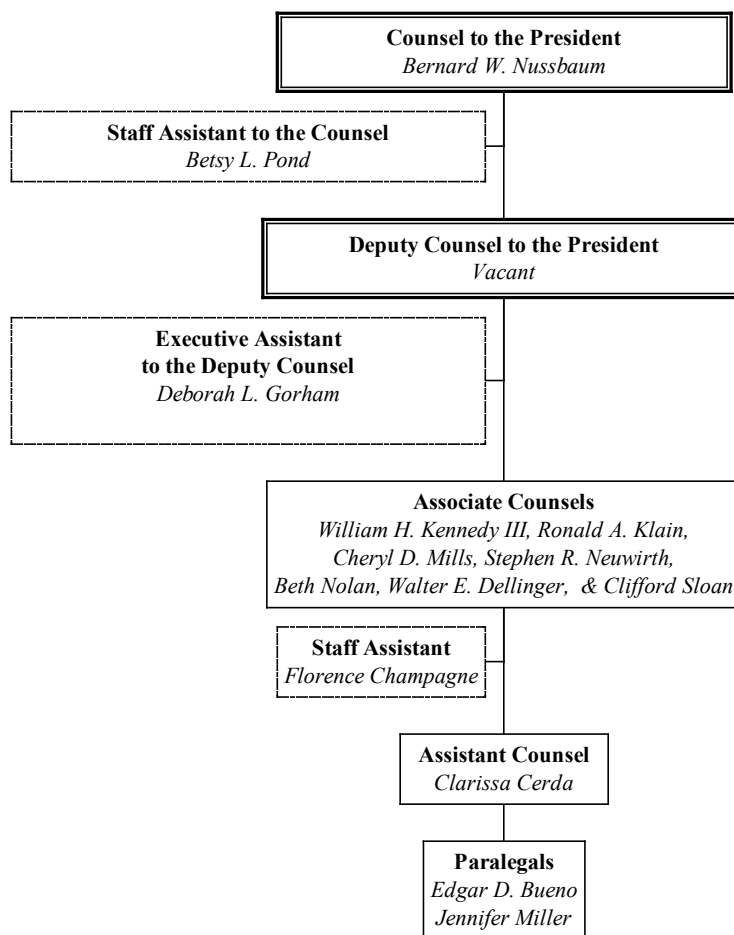 Counsel to the President
Bernard W. Nussbaum
Staff Assistant to the Counsel
Betsy L. Pond
Deputy Counsel to the President
Vacant
Executive Assistant
to the Deputy Counsel
Deborah L. Gorham
Associate Counsels
William H. Kennedy III, Ronald A. Klain,
Cheryl D. Mills, Stephen R. Neuwirth,
Beth Nolan, Walter E. Dellinger, & Clifford Sloan
Staff Assistant
Florence Champagne
Assistant Counsel
Clarissa Cerda
Paralegals
Edgar D. Bueno
Jennifer Miller